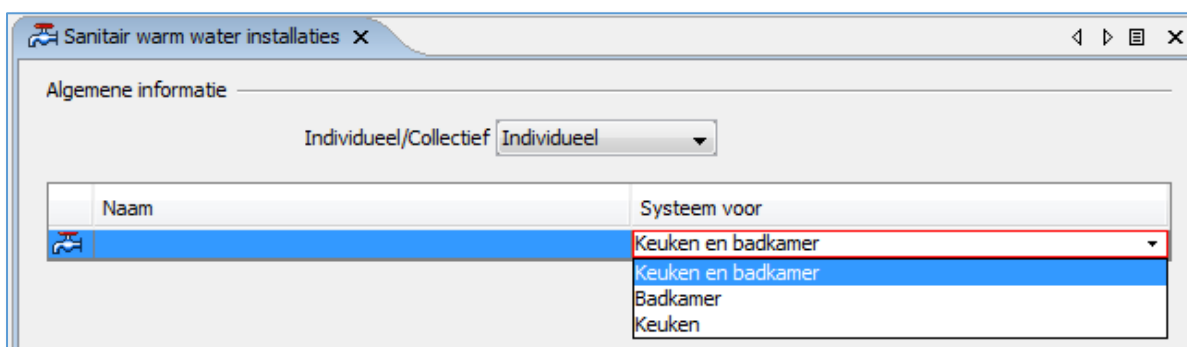 Sanitair warm water installaties
Algemene informatie
Individueel/Collectief Individueel
Naam Systeem voor
Keuken en badkamer
Keuken en badkamer
Badkamer
Keuken